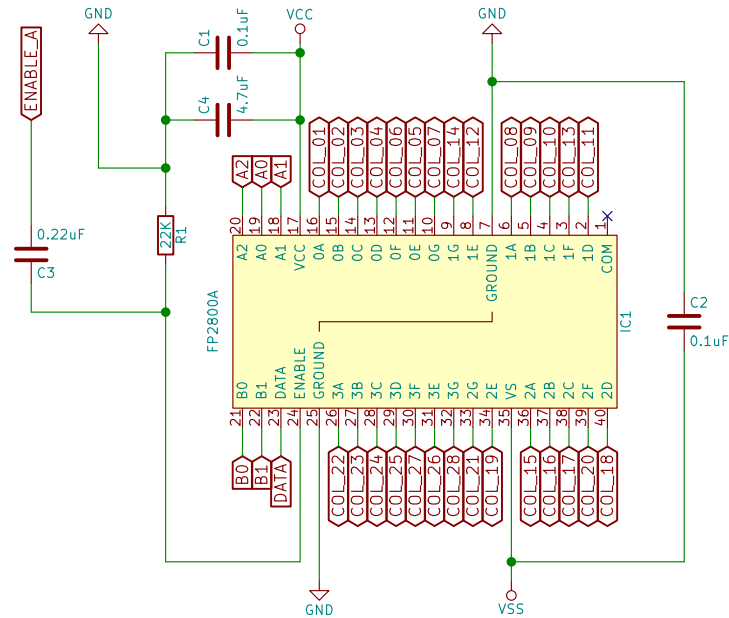 GND
VCC
GND
ENABLE_A
C1
0.1uF
C4
4.7uF
A2
A0
A1
COL_01
COL_02
COL_03
COL_04
COL_06
COL_05
COL_07
COL_14
COL_12
COL_08
COL_09
COL_10
COL_13
COL_11
20
19
18
17
16
15
14
13
12
11
10
9
8
7
6
5
4
3
2
1
22K
R1
0.22uF
C3
A2
A0
A1
VCC
0A
0B
0C
0D
0F
0E
0G
1G
1E
GROUND
1A
1B
1C
1F
1D
COM
FP2800A
IC1
C2
0.1uF
B0
B1
DATA
ENABLE
GROUND
3A
3B
3C
3D
3F
3E
3G
2G
2E
VS
2A
2B
2C
2F
2D
21
22
23
24
25
26
27
28
29
30
31
32
33
34
35
36
37
38
39
40
B0
B1
DATA
COL_22
COL_23
COL_24
COL_25
COL_27
COL_26
COL_28
COL_21
COL_19
COL_15
COL_16
COL_17
COL_20
COL_18
GND
VSS